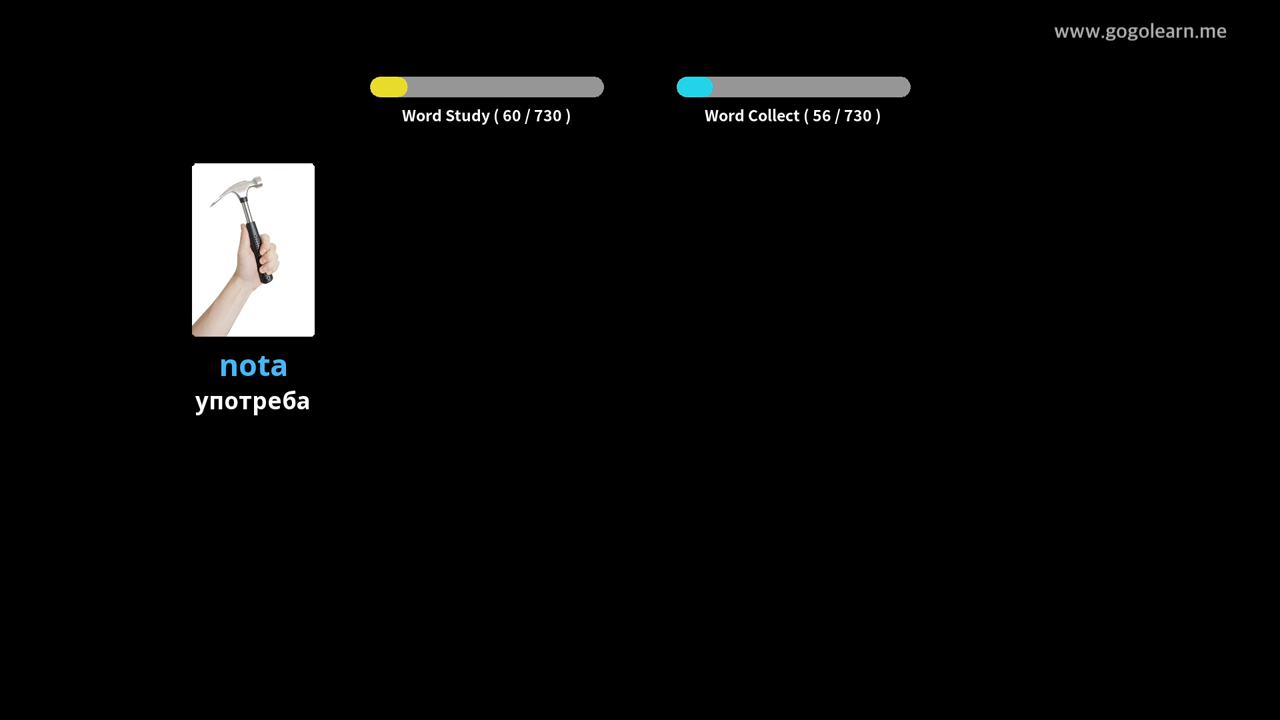 www.gogolearn.me
Word Study ( 60 / 730 )
Word Collect ( 56 / 730 )
nota
употреба